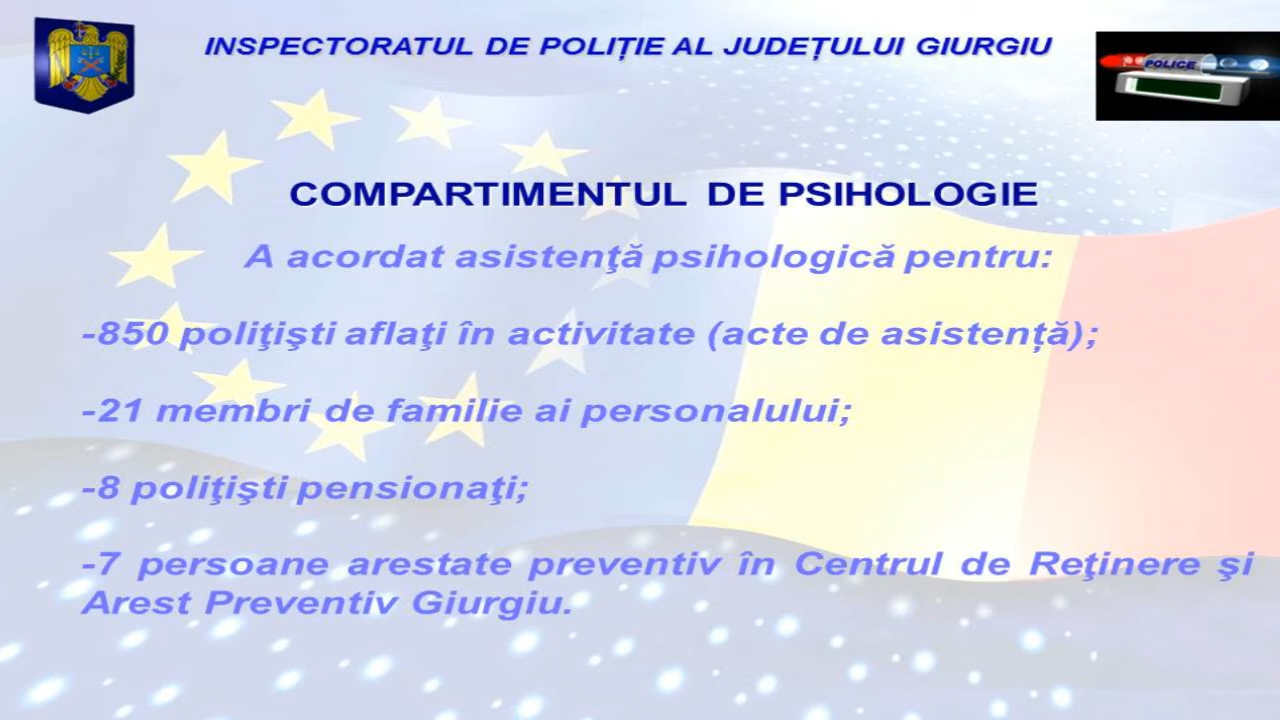 INSPECTORATUL DE POLIȚIE AL JUDEȚULUI GIURGIU
POLICE
COMPARTIMENTUL DE PSIHOLOGIE
A acordat asistenţă psihologică pentru:
-850 poliţişti aflaţi în activitate (acte de asistență);
-21 membri de familie ai personalului;
-8 poliţişti pensionaţi;
-7 persoane arestate preventiv în Centrul de Reţinere şi
Arest Preventiv Giurgiu.